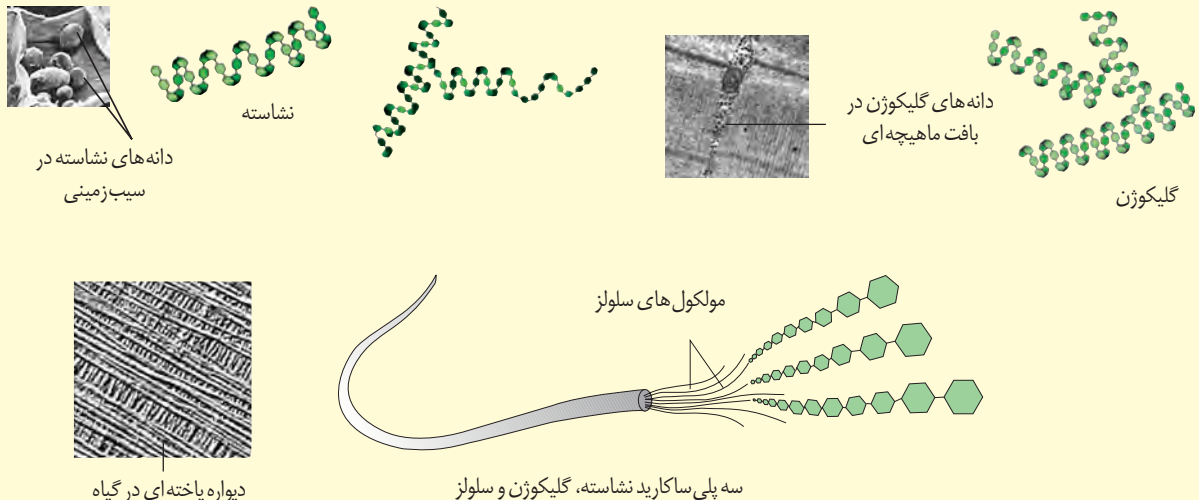 نشاسته
دانه‌های نشاسته در
سیب‌زمینی
دانه‌های گلیکوژن در
بافت ماهیچه‌ای
گلیکوژن
مولکول‌های سلولز
دیواره یاخته‌ای در گیاه
سه پلی‌ساکارید نشاسته، گلیکوژن و سلولز